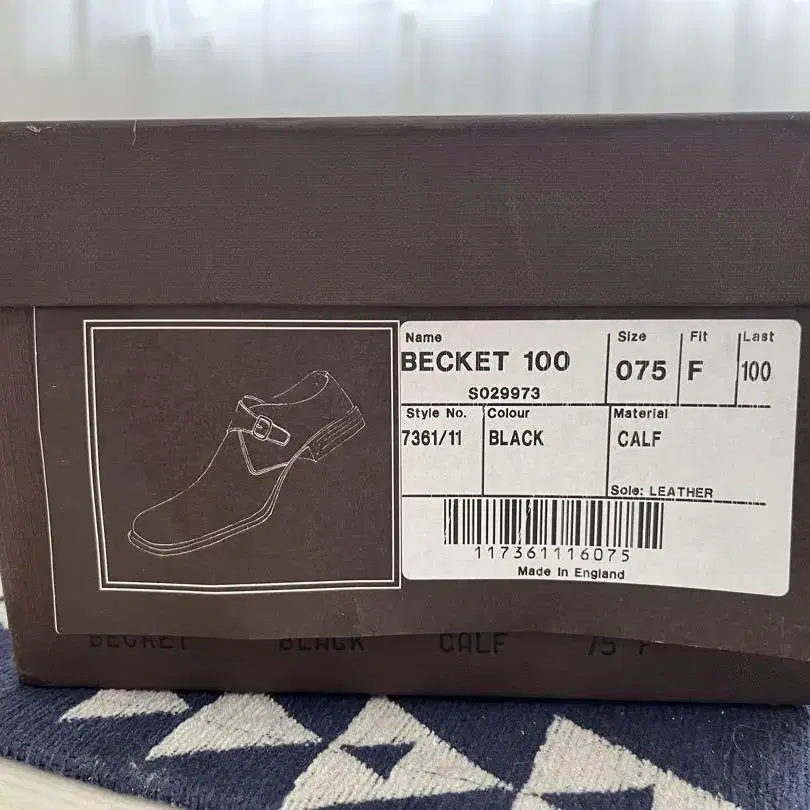 Name Size Fit Last
BECKET 100 075 F 100
S029973
Style No. Colour Material
7361/11 BLACK CALF
Sole: LEATHER
117361116075
Made In England
BECKET BLACK CALF 75 F